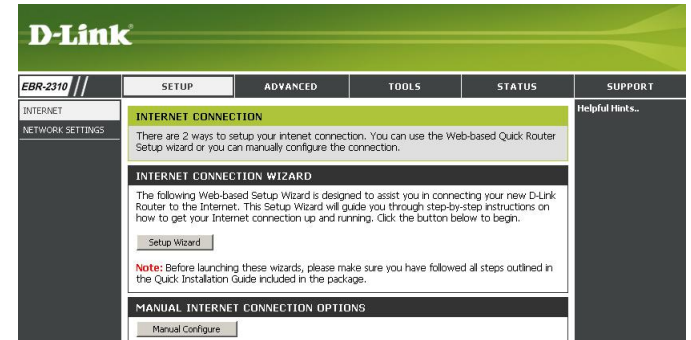 D-Link
EBR-2310 //
SETUP
ADVANCED
TOOLS
STATUS
SUPPORT
INTERNET
NETWORK SETTINGS
INTERNET CONNECTION
There are 2 ways to setup your intenet connection. You can use the Web-based Quick Router
Setup wizard or you can manually configure the connection.
INTERNET CONNECTION WIZARD
The following Web-based Setup Wizard is designed to assist you in connecting your new D-Link
Router to the Internet. This Setup Wizard will guide you through step-by-step instructions on
how to get your Internet connection up and running. Click the button below to begin.
Setup Wizard
Note: Before launching these wizards, please make sure you have followed all steps outlined in
the Quick Installation Guide included in the package.
MANUAL INTERNET CONNECTION OPTIONS
Manual Configure
Helpful Hints..